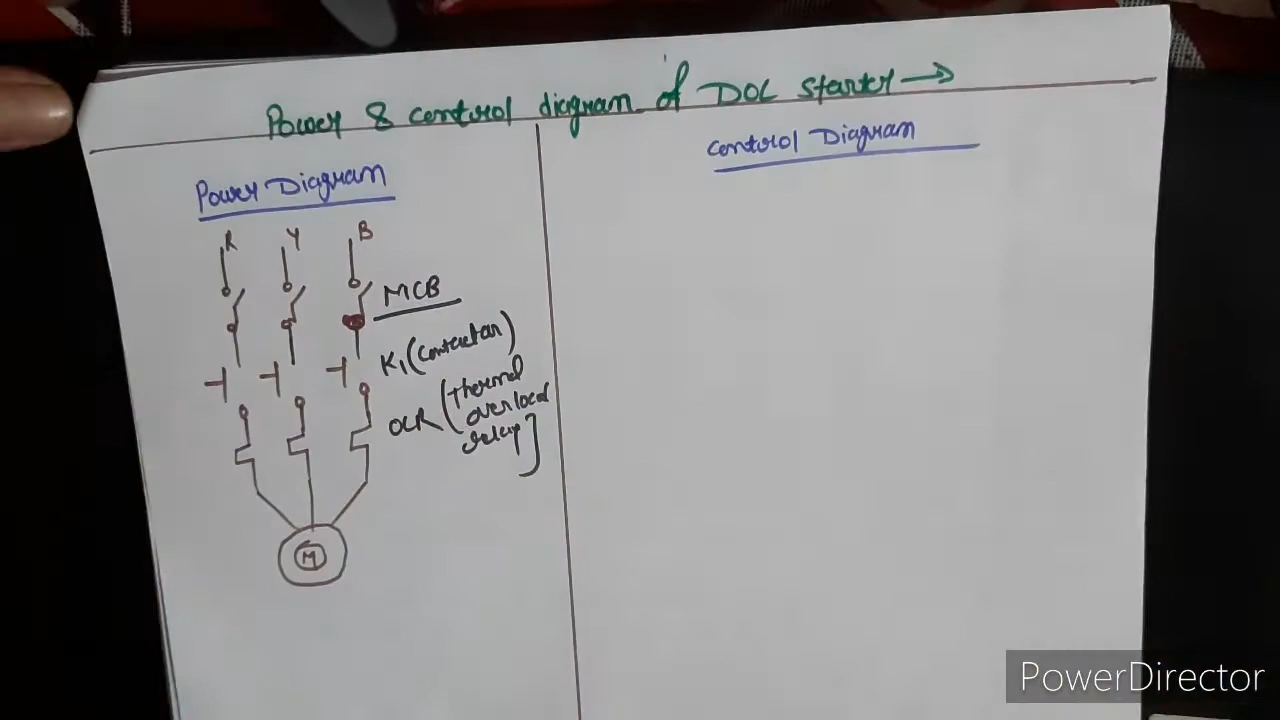 Power & control diagram of DOL starter →
Power Diagram
control Diagram
R Y B
MCB
K1 (contactor)
OLR (thermal
overload
relay]
M
PowerDirector